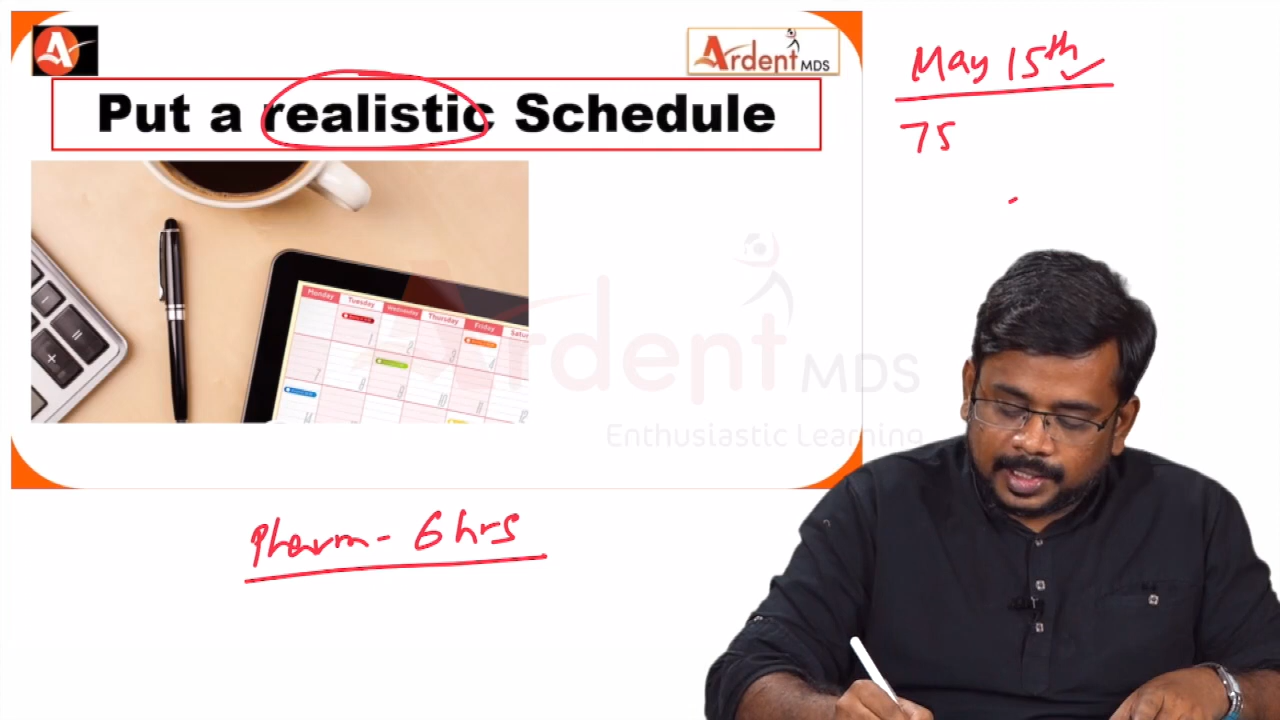 Ardent MDS
May 15th
Put a realistic Schedule
75
Monday Tuesday Wednesday Thursday Friday
Ardent MDS
Enthusiastic Learning
Pharm - 6 hrs